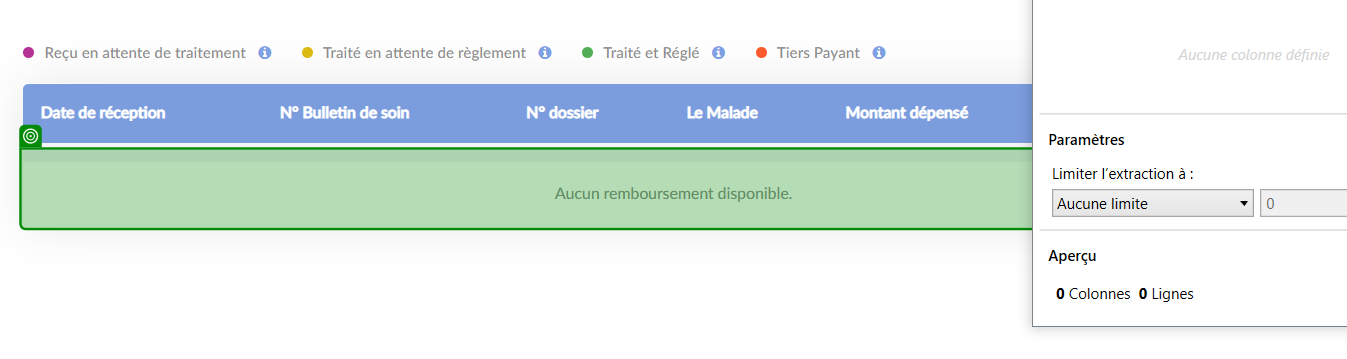 Aucune colonne définie
Reçu en attente de traitement Traité en attente de règlement Traité et Réglé Tiers Payant
Date de réception N° Bulletin de soin N° dossier Le Malade Montant dépensé
Aucun remboursement disponible.
Paramètres
Limiter l'extraction à :
Aucune limite 0
Aperçu
0 Colonnes 0 Lignes